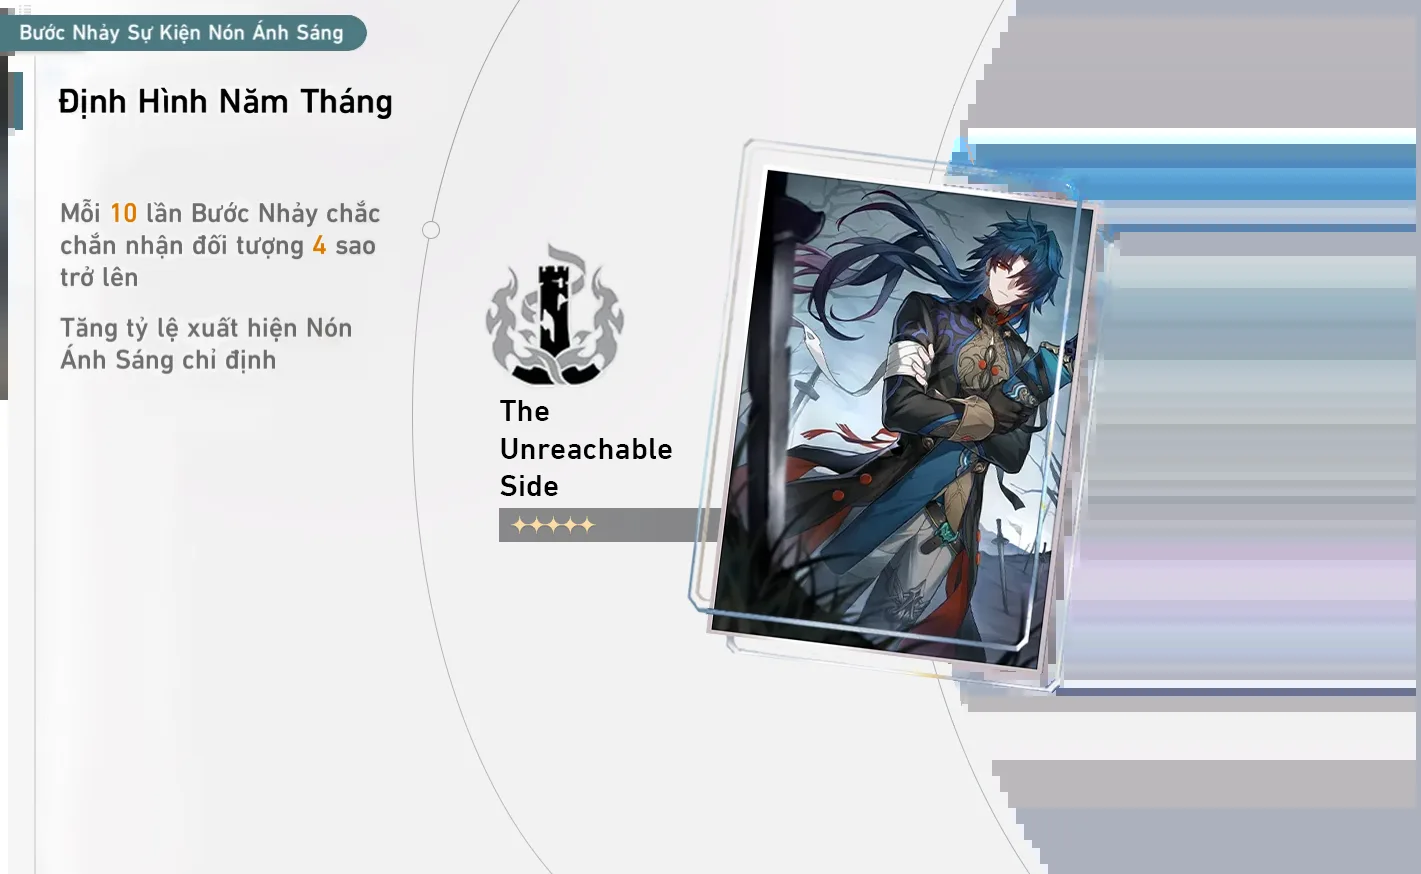 Bước Nhảy Sự Kiện Nón Ánh Sáng
Định Hình Năm Tháng
Mỗi 10 lần Bước Nhảy chắc
chắn nhận đối tượng 4 sao
trở lên
Tăng tỷ lệ xuất hiện Nón
Ánh Sáng chỉ định
The
Unreachable
Side